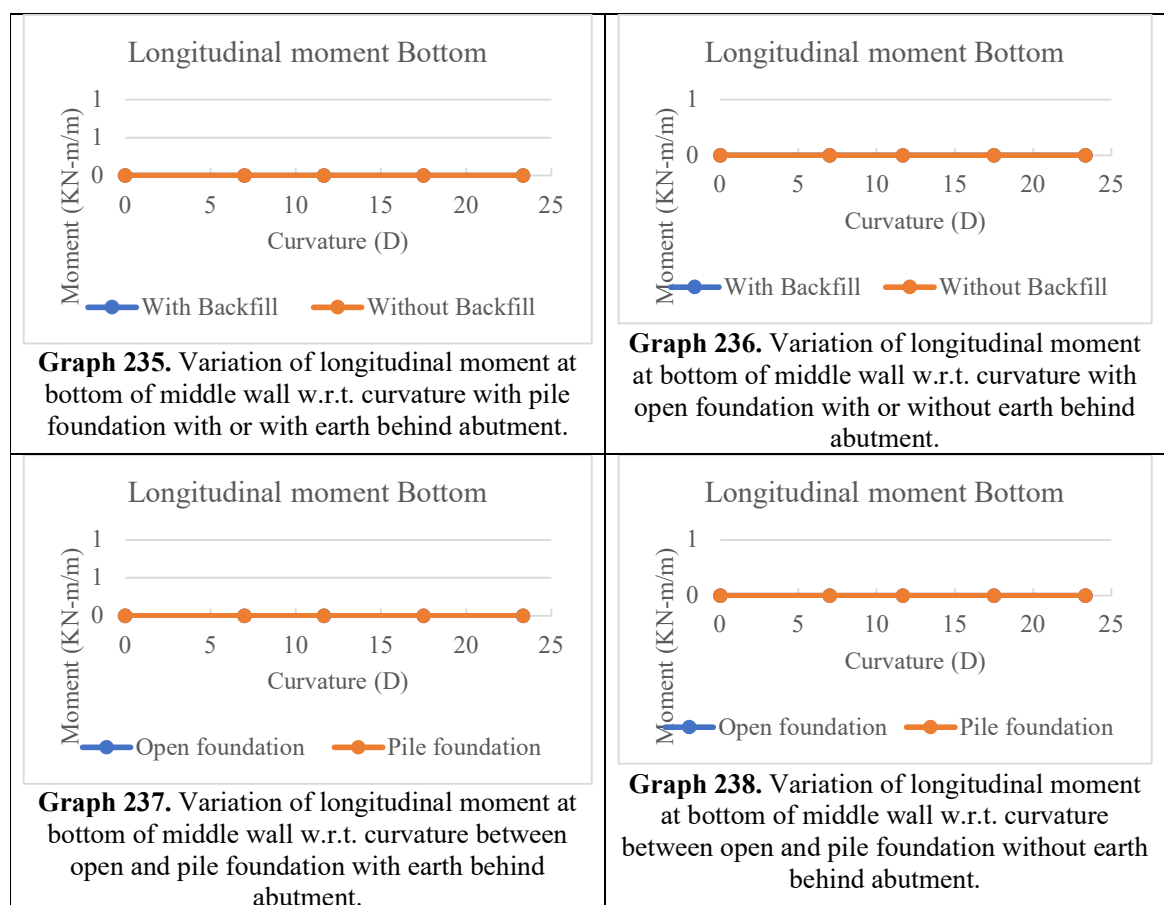 Longitudinal moment Bottom
1
1
0
0 5 10 15 20 25
Moment (KN-m/m)
Curvature (D)
With Backfill Without Backfill
Graph 235. Variation of longitudinal moment at
bottom of middle wall w.r.t. curvature with pile
foundation with or with earth behind abutment.
Longitudinal moment Bottom
1
0
0 5 10 15 20 25
Moment (KN-m/m)
Curvature (D)
With Backfill Without Backfill
Graph 236. Variation of longitudinal moment
at bottom of middle wall w.r.t. curvature with
open foundation with or without earth behind
abutment.
Longitudinal moment Bottom
1
1
0
0 5 10 15 20 25
Moment (KN-m/m)
Curvature (D)
Open foundation Pile foundation
Graph 237. Variation of longitudinal moment at
bottom of middle wall w.r.t. curvature between
open and pile foundation with earth behind
abutment.
Longitudinal moment Bottom
1
0
0 5 10 15 20 25
Moment (KN-m/m)
Curvature (D)
Open foundation Pile foundation
Graph 238. Variation of longitudinal moment
at bottom of middle wall w.r.t. curvature
between open and pile foundation without earth
behind abutment.